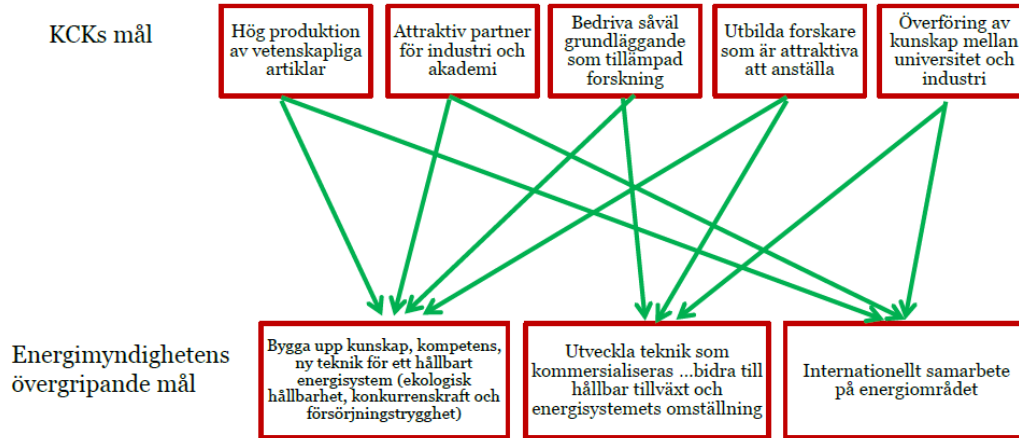 KCKs mål
Hög produktion
av vetenskapliga
artiklar
Attraktiv partner
för industri och
akademi
Bedriva såväl
grundläggande
som tillämpad
forskning
Utbilda forskare
som är attraktiva
att anställa
Överföring av
kunskap mellan
universitet och
industri
Energimyndighetens
övergripande mål
Bygga upp kunskap, kompetens,
ny teknik för ett hållbart
energisystem (ekologisk
hållbarhet, konkurrenskraft och
försörjningstrygghet)
Utveckla teknik som
kommersialiseras ...bidra till
hållbar tillväxt och
energisystemets omställning
Internationellt samarbete
på energiområdet